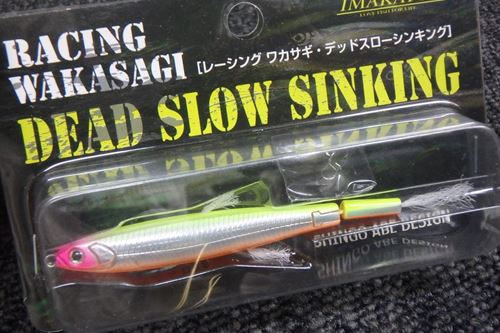 IMAKATSU
RACING
WAKASAGI
[レーシング ワカサギ・デッドスローシンキング]
DEAD SLOW SINKING
SHINGO ABE DESIGN